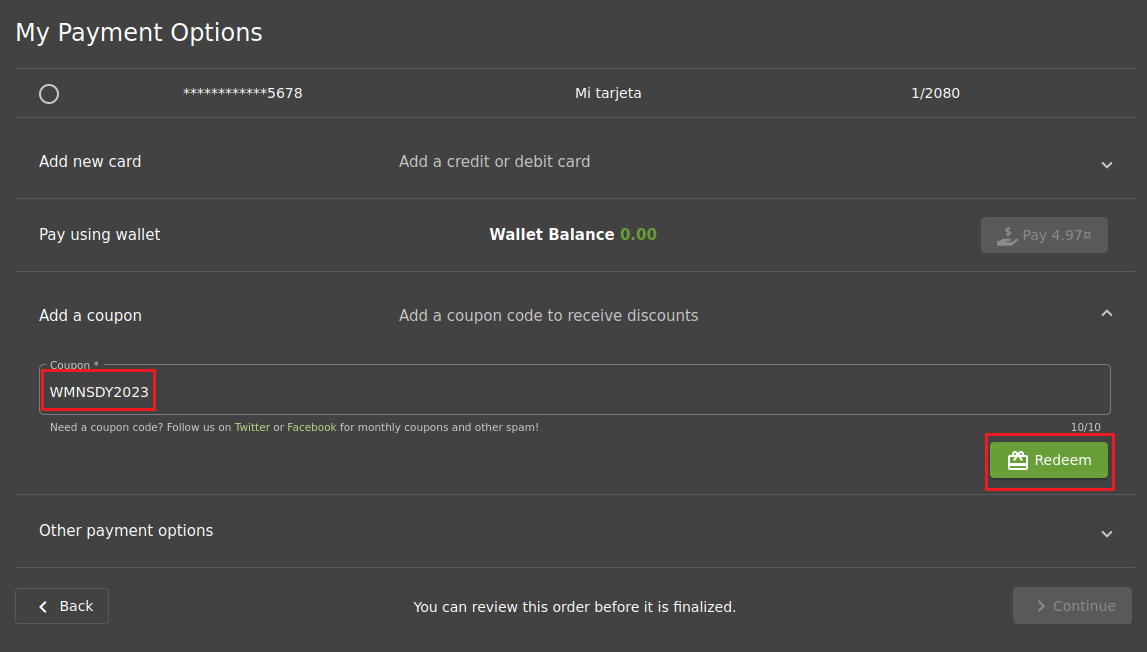 My Payment Options
************5678 Mi tarjeta 1/2080
Add new card Add a credit or debit card
Pay using wallet Wallet Balance 0.00 Pay 4.97¤
Add a coupon Add a coupon code to receive discounts
Coupon *
WMNSDY2023
Need a coupon code? Follow us on Twitter or Facebook for monthly coupons and other spam! 10/10
Redeem
Other payment options
Back You can review this order before it is finalized. Continue